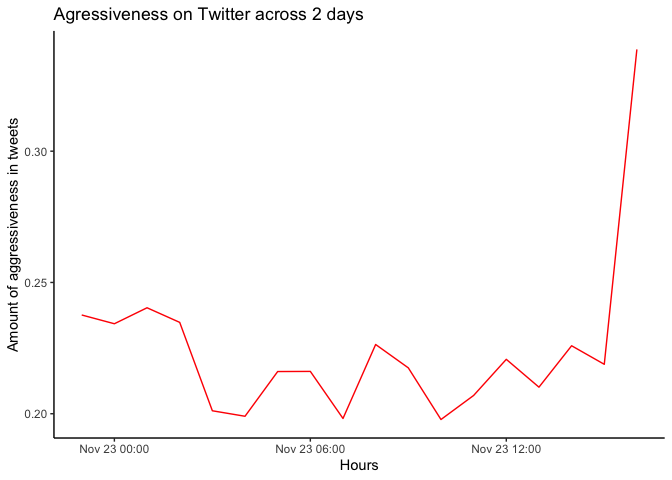 Agressiveness on Twitter across 2 days
Amount of aggressiveness in tweets
0.30
0.25
0.20
Nov 23 00:00 Nov 23 06:00 Nov 23 12:00
Hours